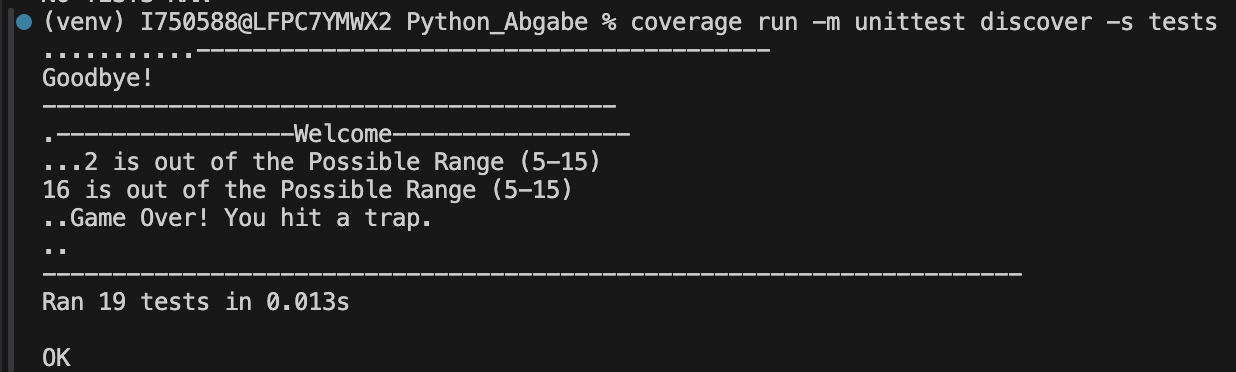 (venv) I750588@LFPC7YMWX2 Python_Abgabe % coverage run -m unittest discover -s tests
...........-----------------------------------------
Goodbye!
-----------------------------------------
.-----------------Welcome-----------------
...2 is out of the Possible Range (5-15)
16 is out of the Possible Range (5-15)
..Game Over! You hit a trap.
..
----------------------------------------------------------------------
Ran 19 tests in 0.013s
OK